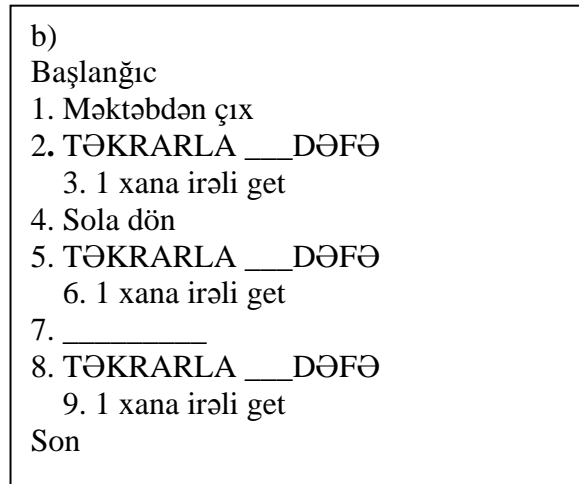 b)
Başlanğıc
1. Məktəbdən çıx
2. TƏKRARLA ___DƏFƏ
3. 1 xana irəli get
4. Sola dön
5. TƏKRARLA ___DƏFƏ
6. 1 xana irəli get
7. _________
8. TƏKRARLA ___DƏFƏ
9. 1 xana irəli get
Son